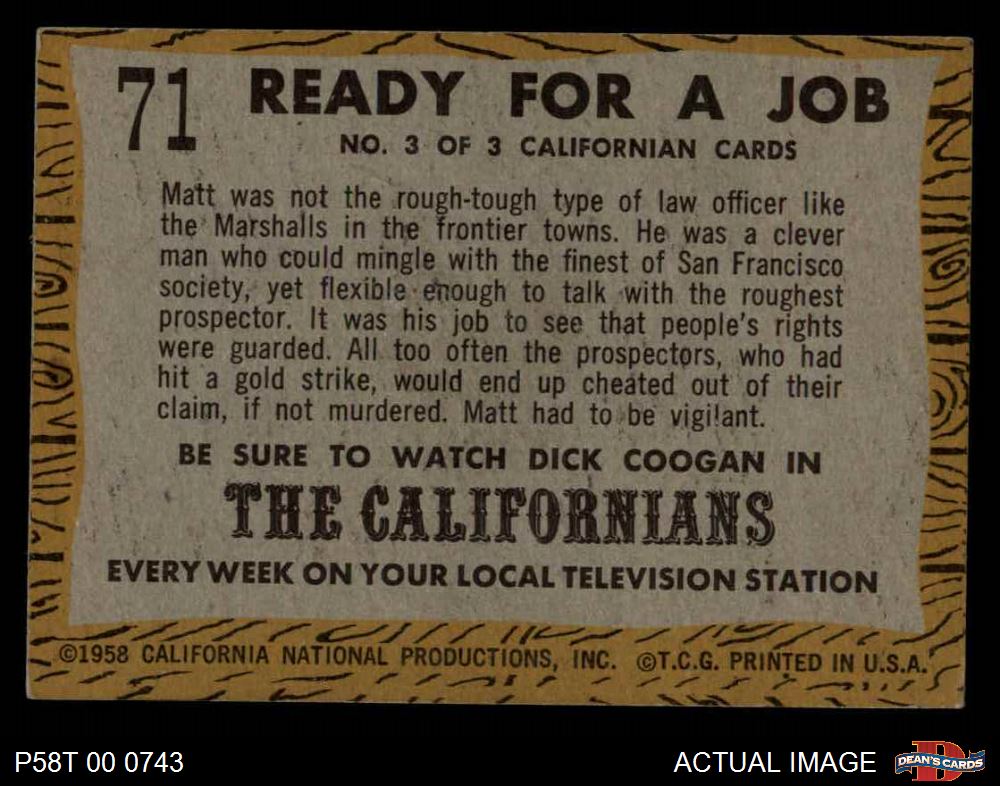 71
READY FOR A JOB
NO. 3 OF 3 CALIFORNIAN CARDS
Matt was not the rough-tough type of law officer like
the Marshalls in the frontier towns. He was a clever
man who could mingle with the finest of San Francisco
society, yet flexible enough to talk with the roughest
prospector. It was his job to see that people's rights
were guarded. All too often the prospectors, who had
hit a gold strike, would end up cheated out of their
claim, if not murdered. Matt had to be vigilant.
BE SURE TO WATCH DICK COOGAN IN
THE CALIFORNIANS
EVERY WEEK ON YOUR LOCAL TELEVISION STATION
©1958 CALIFORNIA NATIONAL PRODUCTIONS, INC. ©T.C.G. PRINTED IN U.S.A.
P58T 00 0743
ACTUAL IMAGE
D
DEAN'S CARDS